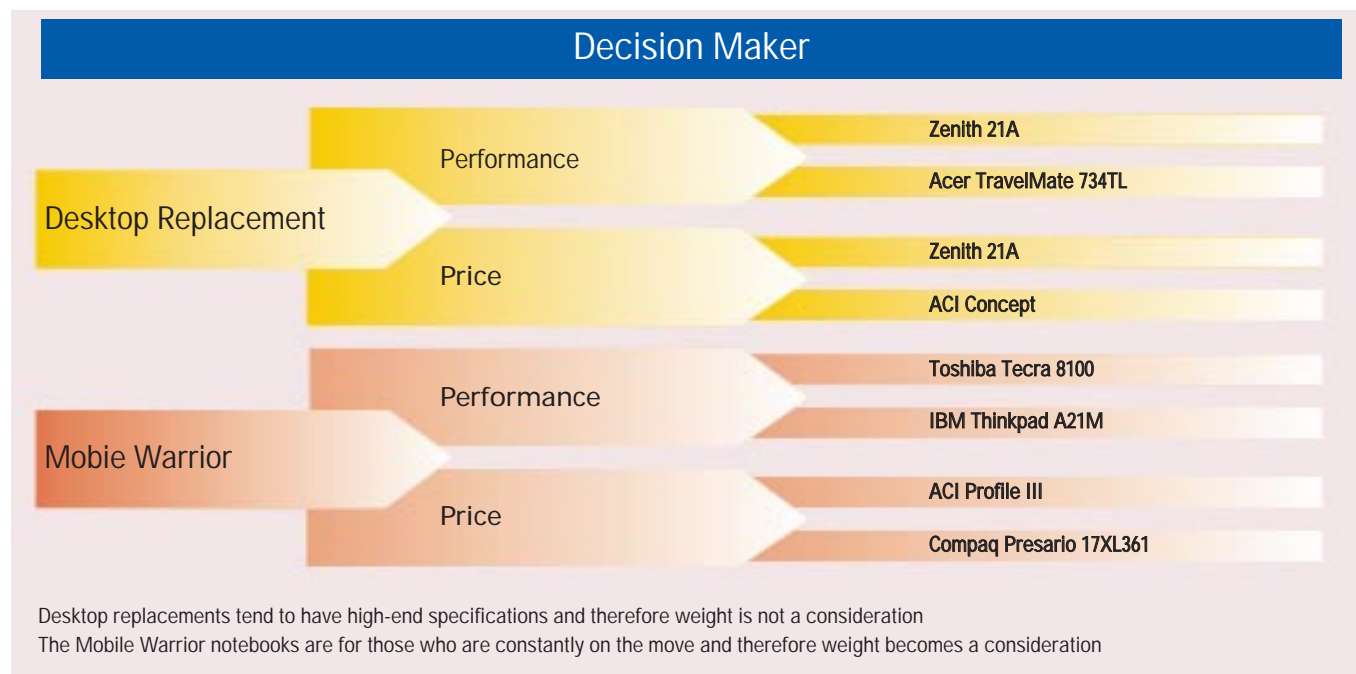 Decision Maker
Desktop Replacement
Performance
Zenith 21A
Acer TravelMate 734TL
Price
Zenith 21A
ACI Concept
Mobie Warrior
Performance
Toshiba Tecra 8100
IBM Thinkpad A21M
Price
ACI Profile III
Compaq Presario 17XL361
Desktop replacements tend to have high-end specifications and therefore weight is not a consideration
The Mobile Warrior notebooks are for those who are constantly on the move and therefore weight becomes a consideration